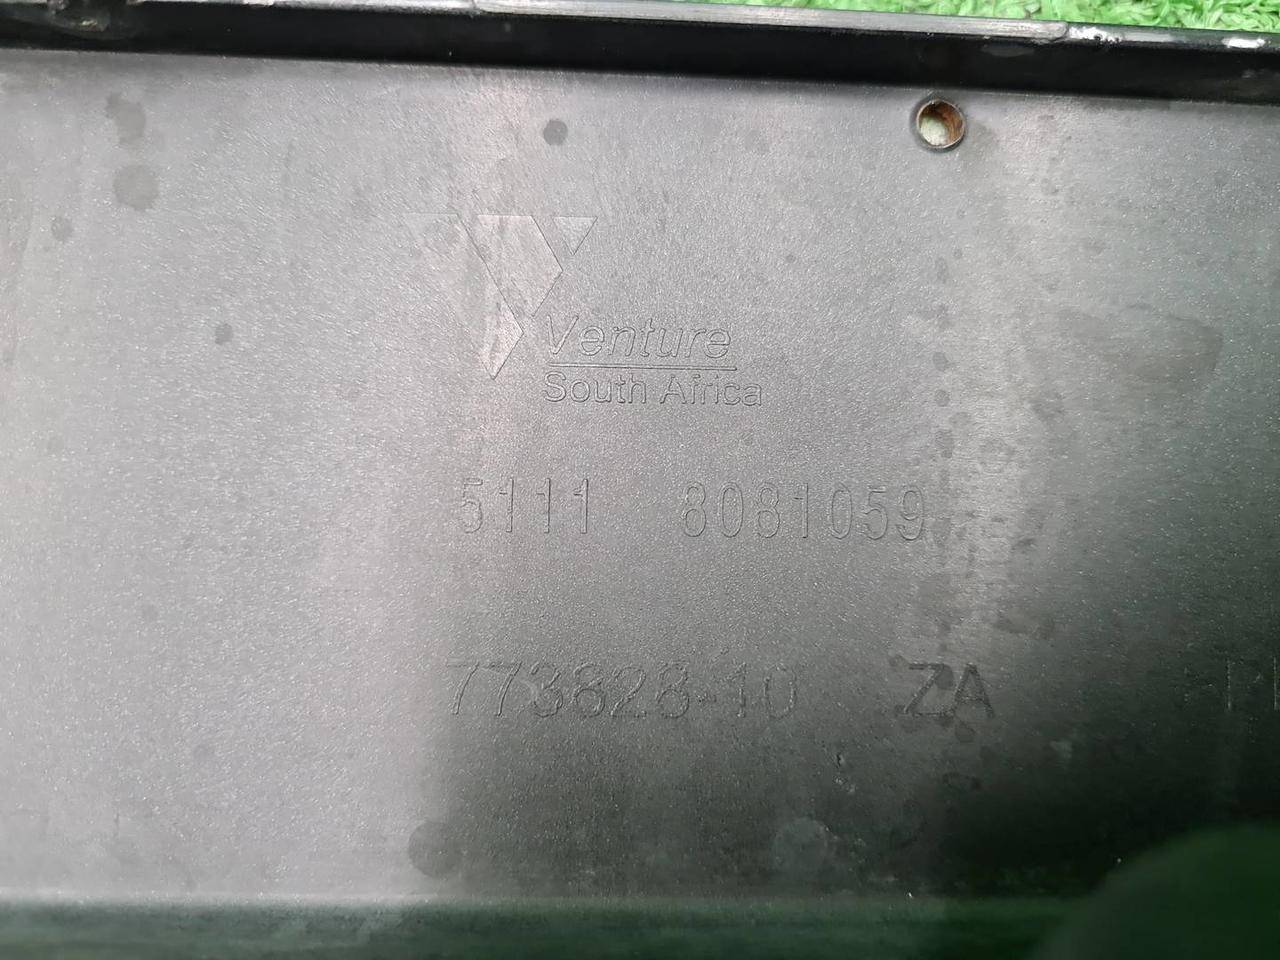 Venture
South Africa
5111 8081059
773828-10 ZA